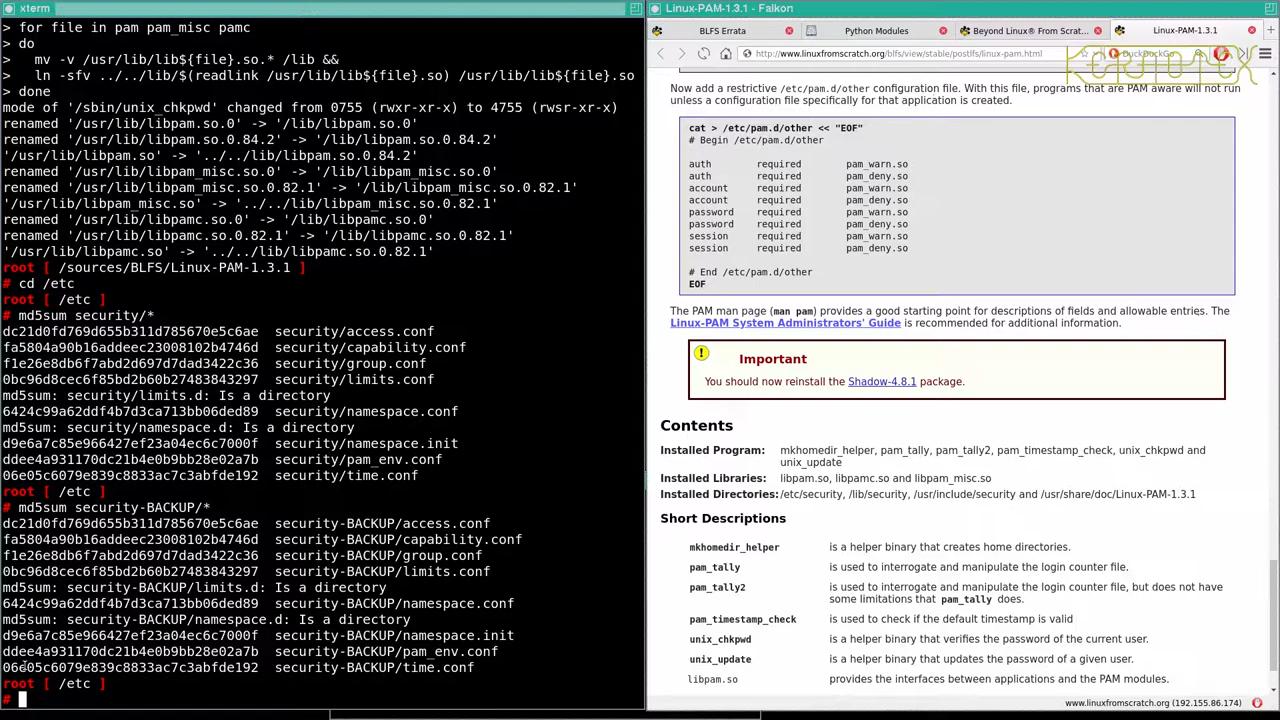 xterm
> for file in pam pam_misc pamc
> do
>   mv -v /usr/lib/lib${file}.so.* /lib &&
>   ln -sfv ../../lib/$(readlink /usr/lib/lib${file}.so) /usr/lib/lib${file}.so
> done
mode of '/sbin/unix_chkpwd' changed from 0755 (rwxr-xr-x) to 4755 (rwsr-xr-x)
renamed '/usr/lib/libpam.so.0' -> '/lib/libpam.so.0'
renamed '/usr/lib/libpam.so.0.84.2' -> '/lib/libpam.so.0.84.2'
'/usr/lib/libpam.so' -> '../../lib/libpam.so.0.84.2'
renamed '/usr/lib/libpam_misc.so.0' -> '/lib/libpam_misc.so.0'
renamed '/usr/lib/libpam_misc.so.0.82.1' -> '/lib/libpam_misc.so.0.82.1'
'/usr/lib/libpam_misc.so' -> '../../lib/libpam_misc.so.0.82.1'
renamed '/usr/lib/libpamc.so.0' -> '/lib/libpamc.so.0'
renamed '/usr/lib/libpamc.so.0.82.1' -> '/lib/libpamc.so.0.82.1'
'/usr/lib/libpamc.so' -> '../../lib/libpamc.so.0.82.1'
root [ /sources/BLFS/Linux-PAM-1.3.1 ]
# cd /etc
root [ /etc ]
# md5sum security/*
dc21d0fd769d655b311d785670e5c6ae  security/access.conf
fa5804a90b16addeec23008102b4746d  security/capability.conf
f1e26e8db6f2abd2d697d7dad3422c36  security/group.conf
0bc96d8cec6f85bd2b60b27483843297  security/limits.conf
md5sum: security/limits.d: Is a directory
6424c99a62ddf4b7d3ca713bb06ded89  security/namespace.conf
md5sum: security/namespace.d: Is a directory
d9e6a7c85e966427ef23a04ec6c7000f  security/namespace.init
ddee4a931170dc21b4e0b9bb28e02a7b  security/pam_env.conf
06e05c6079e839c8833ac7c3abfde192  security/time.conf
root [ /etc ]
# md5sum security-BACKUP/*
dc21d0fd769d655b311d785670e5c6ae  security-BACKUP/access.conf
fa5804a90b16addeec23008102b4746d  security-BACKUP/capability.conf
f1e26e8db6f2abd2d697d7dad3422c36  security-BACKUP/group.conf
0bc96d8cec6f85bd2b60b27483843297  security-BACKUP/limits.conf
md5sum: security-BACKUP/limits.d: Is a directory
6424c99a62ddf4b7d3ca713bb06ded89  security-BACKUP/namespace.conf
md5sum: security-BACKUP/namespace.d: Is a directory
d9e6a7c85e966427ef23a04ec6c7000f  security-BACKUP/namespace.init
ddee4a931170dc21b4e0b9bb28e02a7b  security-BACKUP/pam_env.conf
06e05c6079e839c8833ac7c3abfde192  security-BACKUP/time.conf
root [ /etc ]
#
Linux-PAM-1.3.1 - Falkon
BLFS Errata
Python Modules
Beyond Linux® From Scrat...
Linux-PAM-1.3.1
http://www.linuxfromscratch.org/blfs/view/stable/postlfs/linux-pam.html
DuckDuckGo
Now add a restrictive /etc/pam.d/other configuration file. With this file, programs that are PAM aware will not run
unless a configuration file specifically for that application is created.
cat > /etc/pam.d/other << "EOF"
# Begin /etc/pam.d/other
auth required pam_warn.so
auth required pam_deny.so
account required pam_warn.so
account required pam_deny.so
password required pam_warn.so
password required pam_deny.so
session required pam_warn.so
session required pam_deny.so
# End /etc/pam.d/other
EOF
The PAM man page (man pam) provides a good starting point for descriptions of fields and allowable entries. The
Linux-PAM System Administrators' Guide is recommended for additional information.
Important
You should now reinstall the Shadow-4.8.1 package.
Contents
Installed Program: mkhomedir_helper, pam_tally, pam_tally2, pam_timestamp_check, unix_chkpwd and
unix_update
Installed Libraries: libpam.so, libpamc.so and libpam_misc.so
Installed Directories: /etc/security, /lib/security, /usr/include/security and /usr/share/doc/Linux-PAM-1.3.1
Short Descriptions
mkhomedir_helper is a helper binary that creates home directories.
pam_tally is used to interrogate and manipulate the login counter file.
pam_tally2 is used to interrogate and manipulate the login counter file, but does not have
some limitations that pam_tally does.
pam_timestamp_check is used to check if the default timestamp is valid
unix_chkpwd is a helper binary that verifies the password of the current user.
unix_update is a helper binary that updates the password of a given user.
libpam.so provides the interfaces between applications and the PAM modules.
www.linuxfromscratch.org (192.155.86.174)